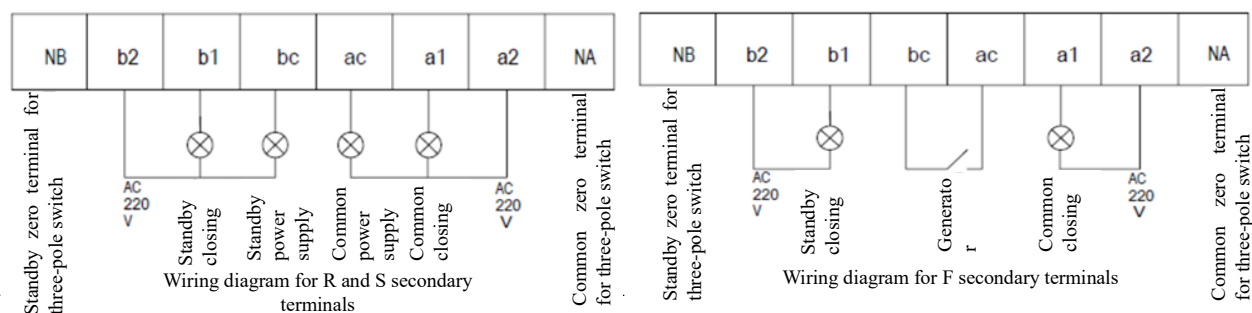 NB b2 b1 bc ac a1 a2 NA
Standby zero terminal for
three-pole switch
AC
220
V
Standby
closing
Standby
power
supply
Common
power
supply
Common
closing
AC
220
V
Common zero terminal
for three-pole switch
Wiring diagram for R and S secondary
terminals
NB b2 b1 bc ac a1 a2 NA
Standby zero terminal for
three-pole switch
AC
220
V
Standby
closing
Generato
r
Common
closing
AC
220
V
Common zero terminal
for three-pole switch
Wiring diagram for F secondary terminals